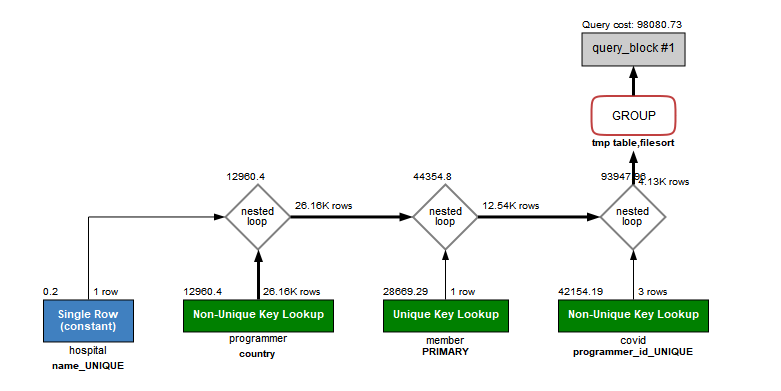 Query cost: 98080.73
query_block #1
GROUP
tmp table,filesort
12960.4
44354.8
93947.96
4.13K rows
nested
loop
26.16K rows
nested
loop
12.54K rows
nested
loop
0.2
1 row
12960.4
26.16K rows
28669.29
1 row
42154.19
3 rows
Single Row
(constant)
Non-Unique Key Lookup
Unique Key Lookup
Non-Unique Key Lookup
hospital
name_UNIQUE
programmer
country
member
PRIMARY
covid
programmer_id_UNIQUE